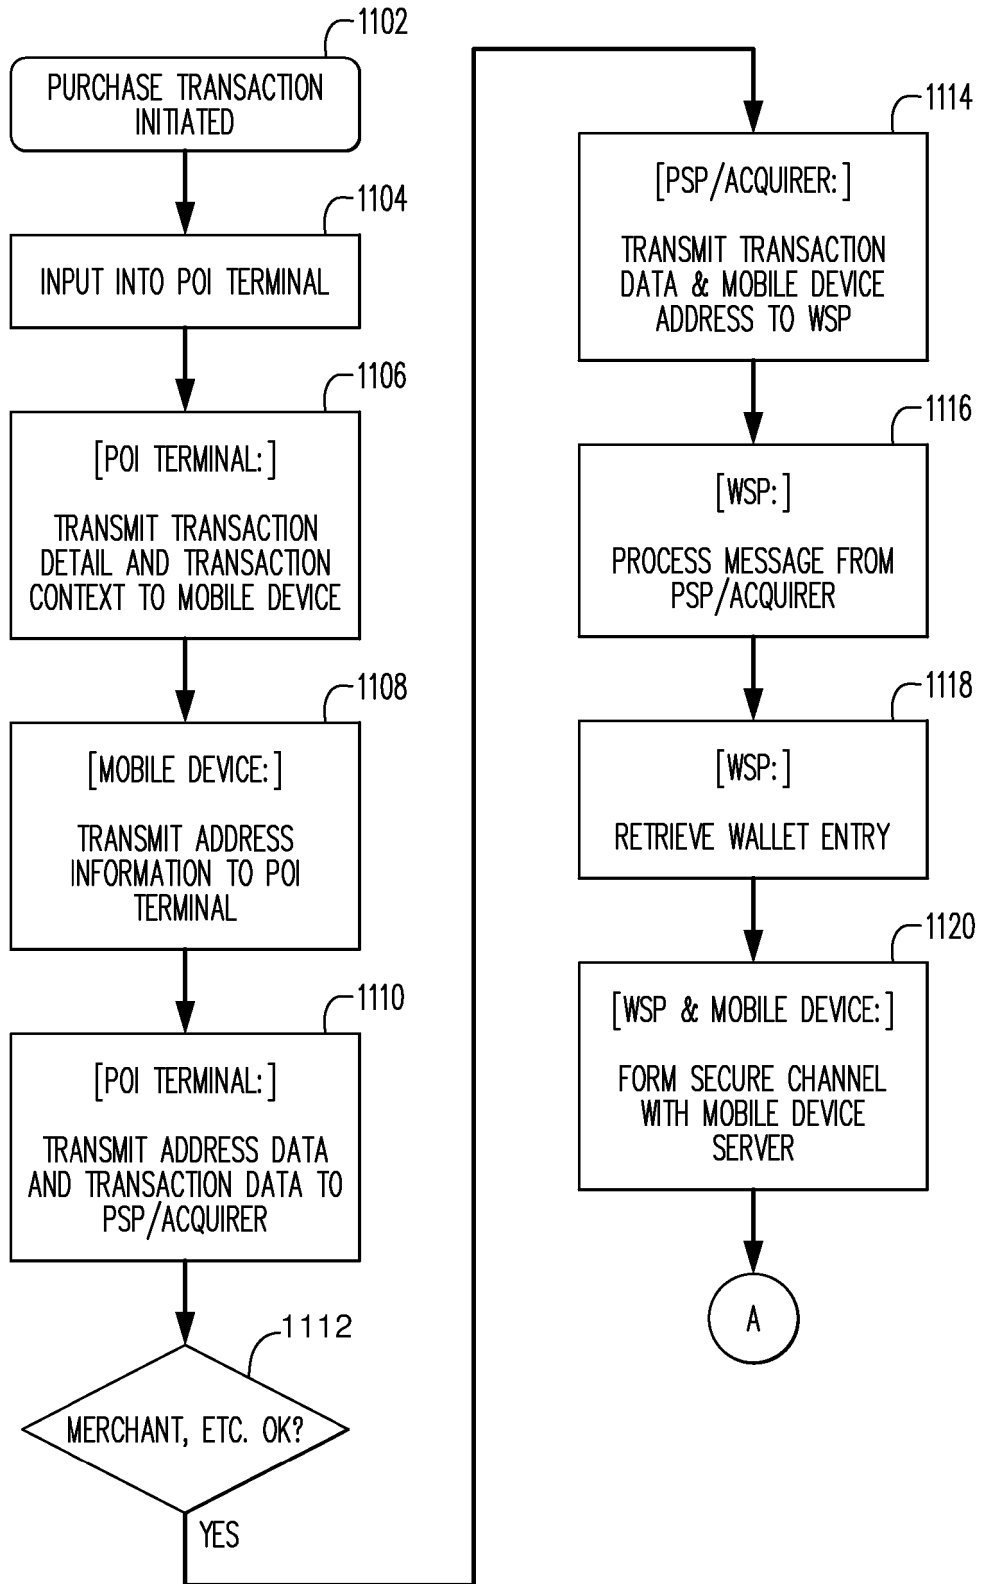 1102
PURCHASE TRANSACTION
INITIATED
1104
INPUT INTO POI TERMINAL
1106
[POI TERMINAL:]
TRANSMIT TRANSACTION
DETAIL AND TRANSACTION
CONTEXT TO MOBILE DEVICE
1108
[MOBILE DEVICE:]
TRANSMIT ADDRESS
INFORMATION TO POI
TERMINAL
1110
[POI TERMINAL:]
TRANSMIT ADDRESS DATA
AND TRANSACTION DATA TO
PSP/ACQUIRER
1112
MERCHANT, ETC. OK?
YES
1114
[PSP/ACQUIRER:]
TRANSMIT TRANSACTION
DATA & MOBILE DEVICE
ADDRESS TO WSP
1116
[WSP:]
PROCESS MESSAGE FROM
PSP/ACQUIRER
1118
[WSP:]
RETRIEVE WALLET ENTRY
1120
[WSP & MOBILE DEVICE:]
FORM SECURE CHANNEL
WITH MOBILE DEVICE
SERVER
A